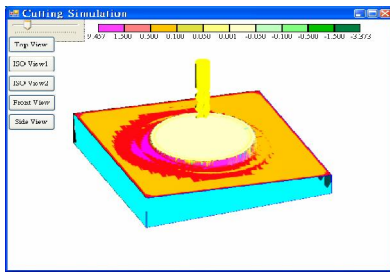 Cutting Simulation
9.457 1.500 0.500 0.100 0.050 0.001 -0.050 -0.100 -0.500 -1.500 -3.373
Top View
ISO View1
ISO View2
Front View
Side View